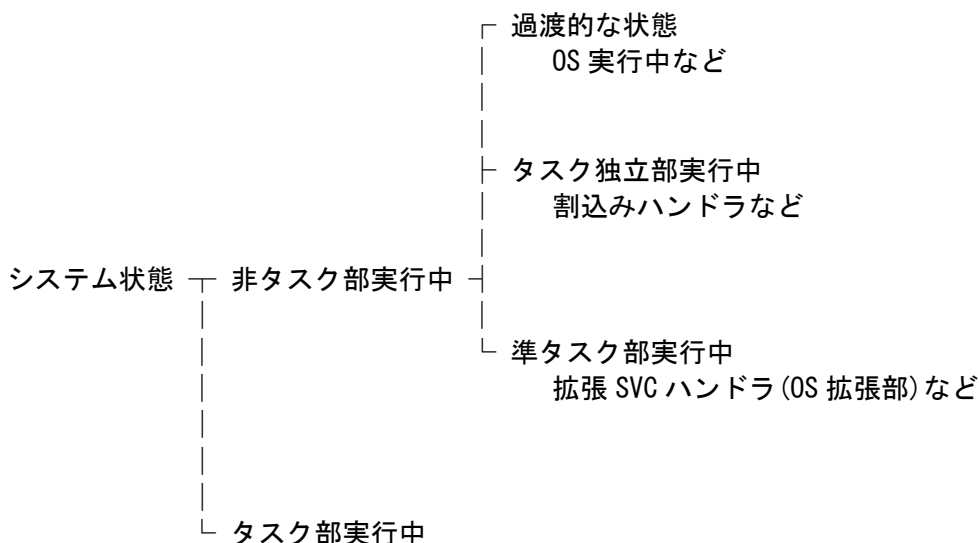 過渡的な状態
OS 実行中など
タスク独立部実行中
割込みハンドラなど
システム状態 非タスク部実行中
準タスク部実行中
拡張 SVC ハンドラ(OS 拡張部)など
タスク部実行中